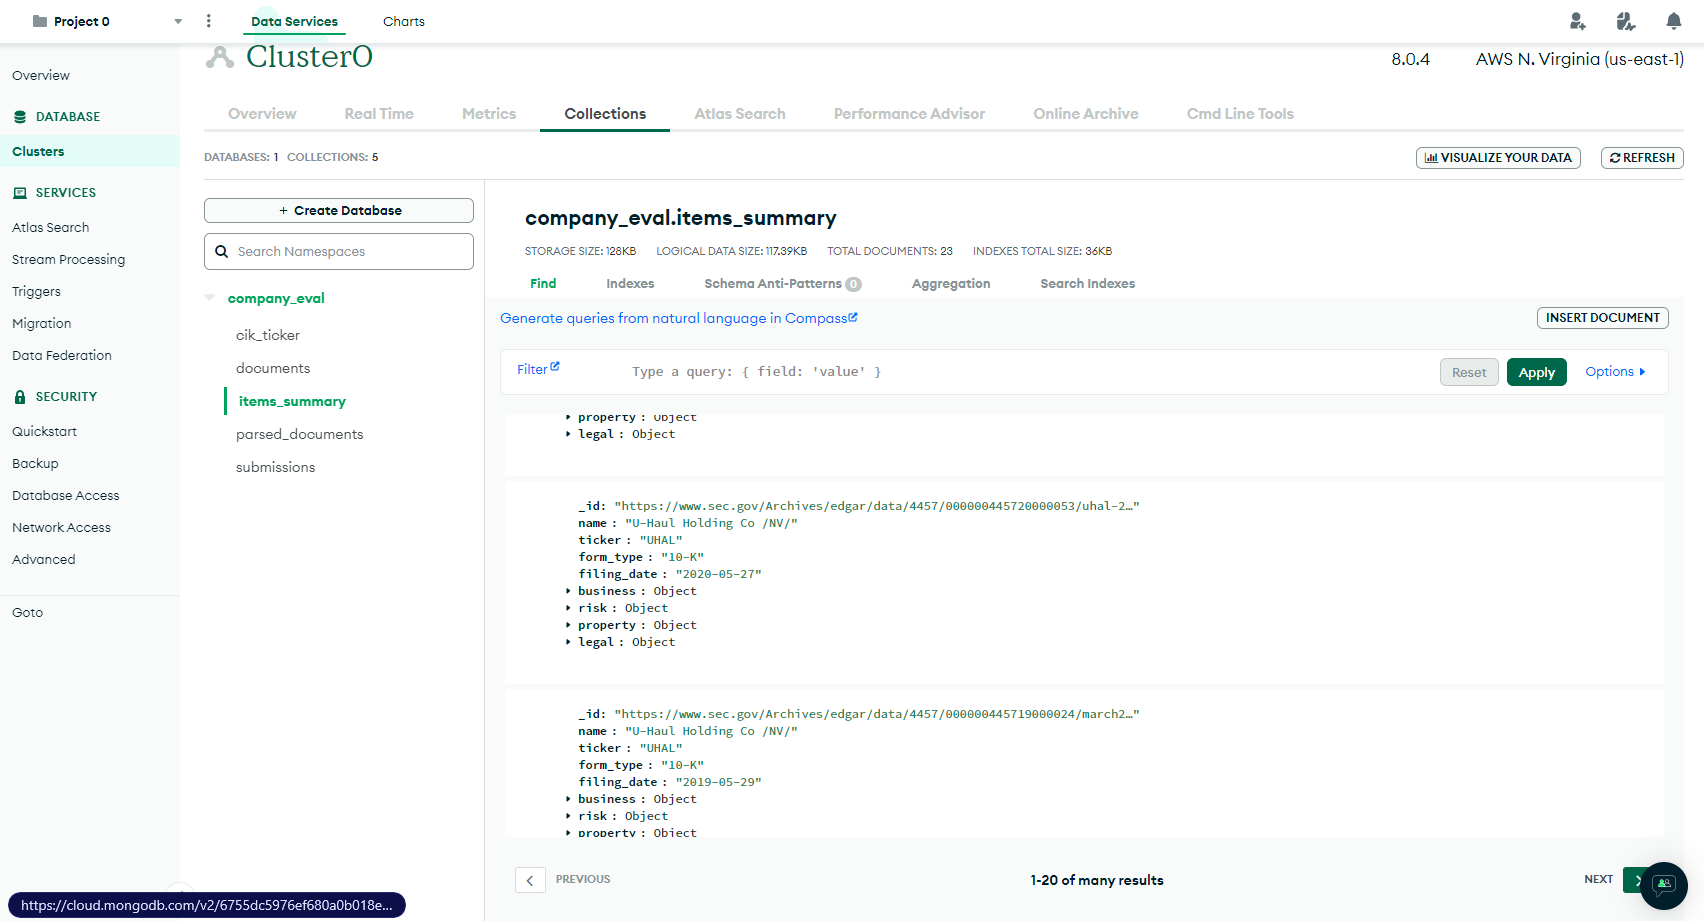 Project 0
Data Services
Charts
Cluster0
8.0.4
AWS N. Virginia (us-east-1)
Overview
DATABASE
Clusters
SERVICES
Atlas Search
Stream Processing
Triggers
Migration
Data Federation
SECURITY
Quickstart
Backup
Database Access
Network Access
Advanced
Goto
Overview
Real Time
Metrics
Collections
Atlas Search
Performance Advisor
Online Archive
Cmd Line Tools
DATABASES: 1 COLLECTIONS: 5
VISUALIZE YOUR DATA
REFRESH
+ Create Database
Search Namespaces
company_eval
cik_ticker
documents
items_summary
parsed_documents
submissions
company_eval.items_summary
STORAGE SIZE: 128KB LOGICAL DATA SIZE: 117.39KB TOTAL DOCUMENTS: 23 INDEXES TOTAL SIZE: 36KB
Find
Indexes
Schema Anti-Patterns 0
Aggregation
Search Indexes
Generate queries from natural language in Compass
INSERT DOCUMENT
Filter
Type a query: { field: 'value' }
Reset
Apply
Options
property : Object
legal : Object
_id: "https://www.sec.gov/Archives/edgar/data/4457/000000445720000053/uhal-2…"
name : "U-Haul Holding Co /NV/"
ticker : "UHAL"
form_type : "10-K"
filing_date : "2020-05-27"
business : Object
risk : Object
property : Object
legal : Object
_id: "https://www.sec.gov/Archives/edgar/data/4457/000000445719000024/march2…"
name : "U-Haul Holding Co /NV/"
ticker : "UHAL"
form_type : "10-K"
filing_date : "2019-05-29"
business : Object
risk : Object
property : Object
PREVIOUS
1-20 of many results
NEXT
https://cloud.mongodb.com/v2/6755dc5976ef680a0b018e...